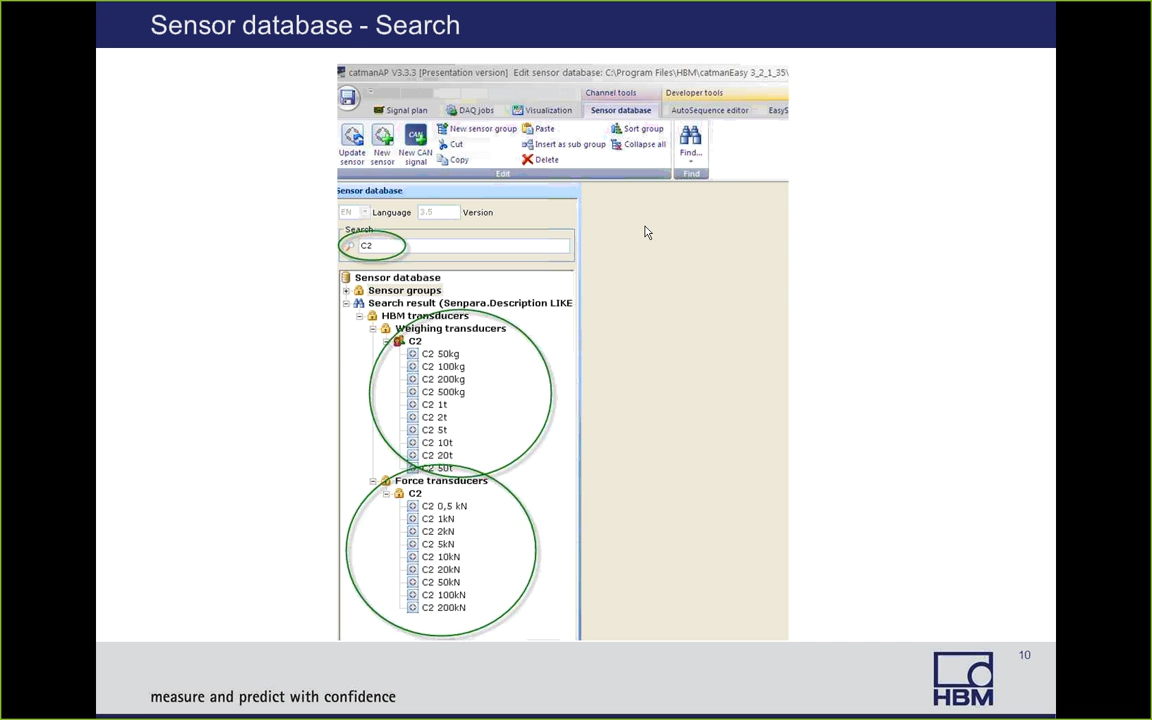 Sensor database - Search
catmanAP V3.3.3 [Presentation version] Edit sensor database: C:\Program Files\HBM\catmanEasy 3_2_1_35\
Channel tools Developer tools
Signal plan DAQ jobs Visualization Sensor database AutoSequence editor EasyS
New sensor group Paste Sort group
Update sensor New sensor New CAN signal Cut Insert as sub group Collapse all Find...
Copy Delete
Edit Find
Sensor database
EN Language 3.5 Version
Search
C2
Sensor database
Sensor groups
Search result (Senpara.Description LIKE
HBM transducers
Weighing transducers
C2
C2 50kg
C2 100kg
C2 200kg
C2 500kg
C2 1t
C2 2t
C2 5t
C2 10t
C2 20t
C2 50t
Force transducers
C2
C2 0,5 kN
C2 1kN
C2 2kN
C2 5kN
C2 10kN
C2 20kN
C2 50kN
C2 100kN
C2 200kN
10
measure and predict with confidence
HBM